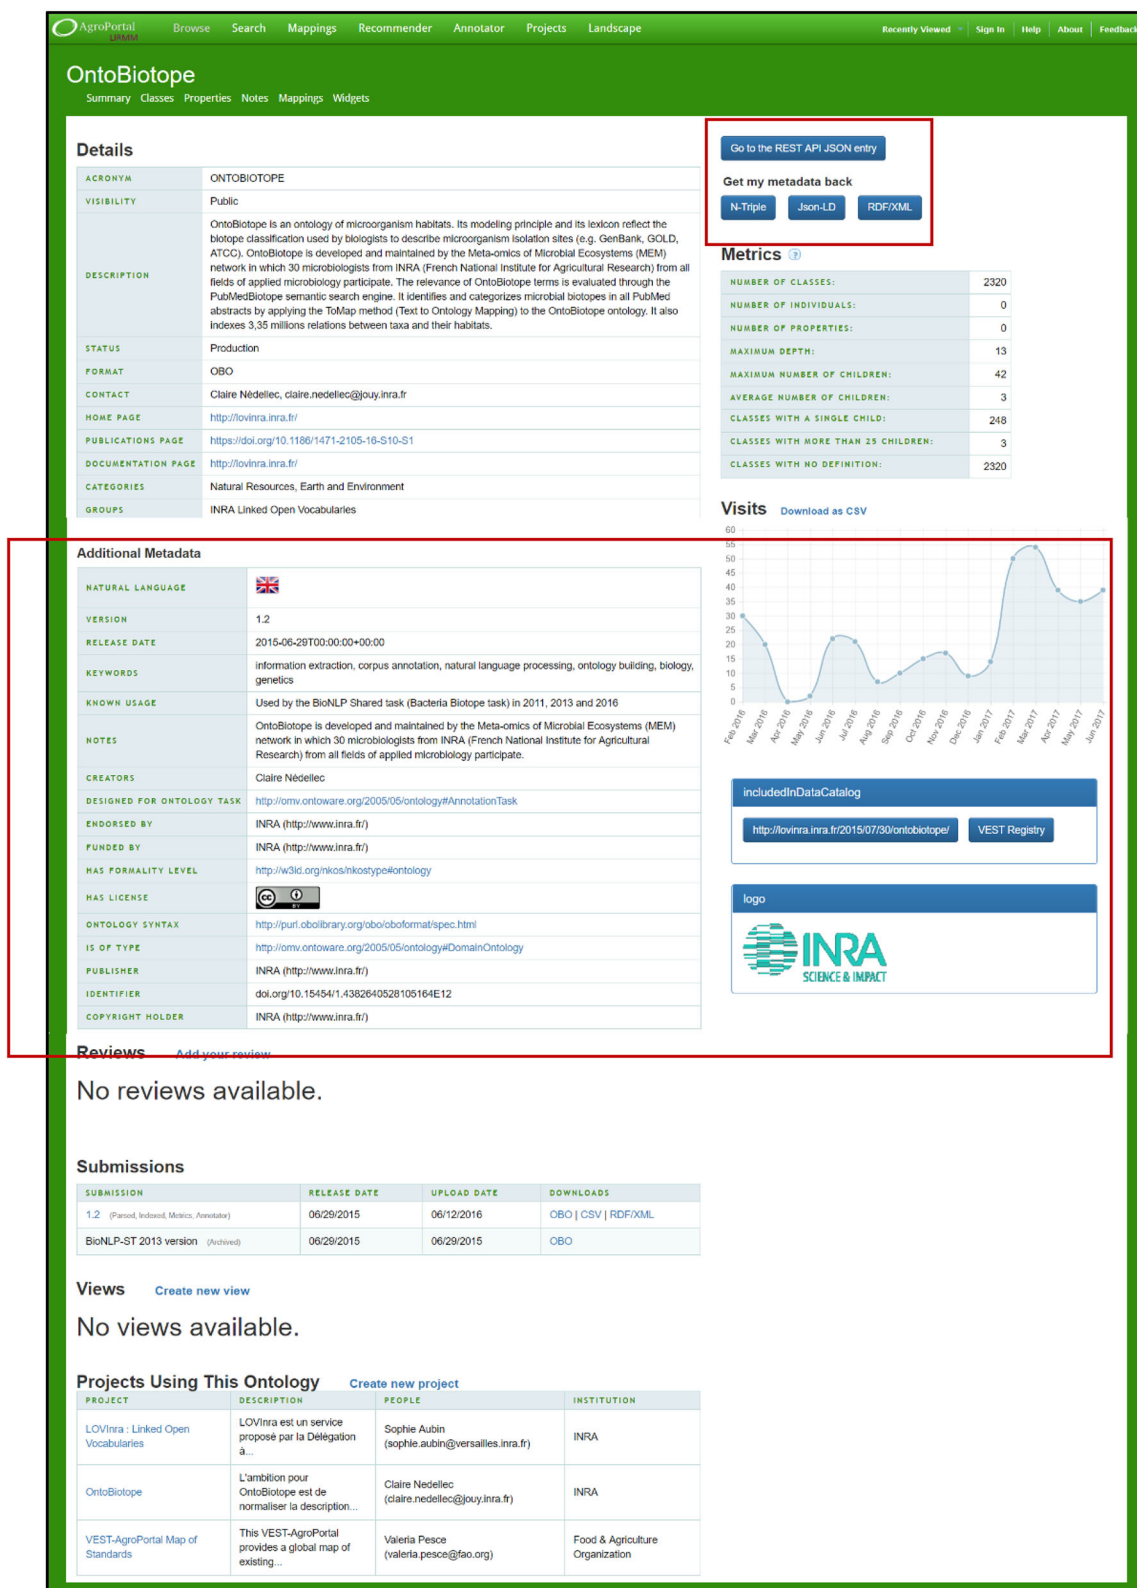 AgroPortal
LIRMM
Browse Search Mappings Recommender Annotator Projects Landscape
Recently Viewed Sign In Help About Feedback
OntoBiotope
Summary Classes Properties Notes Mappings Widgets
Details
ACRONYM ONTOBIOTOPE
VISIBILITY Public
DESCRIPTION
OntoBiotope is an ontology of microorganism habitats. Its modeling principle and its lexicon reflect the
biotope classification used by biologists to describe microorganism isolation sites (e.g. GenBank, GOLD,
ATCC). OntoBiotope is developed and maintained by the Meta-omics of Microbial Ecosystems (MEM)
network in which 30 microbiologists from INRA (French National Institute for Agricultural Research) from all
fields of applied microbiology participate. The relevance of OntoBiotope terms is evaluated through the
PubMedBiotope semantic search engine. It identifies and categorizes microbial biotopes in all PubMed
abstracts by applying the ToMap method (Text to Ontology Mapping) to the OntoBiotope ontology. It also
indexes 3,35 millions relations between taxa and their habitats.
STATUS Production
FORMAT OBO
CONTACT Claire Nédellec, claire.nedellec@jouy.inra.fr
HOME PAGE http://lovinra.inra.fr/
PUBLICATIONS PAGE https://doi.org/10.1186/1471-2105-16-S10-S1
DOCUMENTATION PAGE http://lovinra.inra.fr/
CATEGORIES Natural Resources, Earth and Environment
GROUPS INRA Linked Open Vocabularies
Go to the REST API JSON entry
Get my metadata back
N-Triple Json-LD RDF/XML
Metrics ?
NUMBER OF CLASSES: 2320
NUMBER OF INDIVIDUALS: 0
NUMBER OF PROPERTIES: 0
MAXIMUM DEPTH: 13
MAXIMUM NUMBER OF CHILDREN: 42
AVERAGE NUMBER OF CHILDREN: 3
CLASSES WITH A SINGLE CHILD: 248
CLASSES WITH MORE THAN 25 CHILDREN: 3
CLASSES WITH NO DEFINITION: 2320
Visits Download as CSV
60
55
50
45
40
35
30
25
20
15
10
5
0
Feb 2016 Mar 2016 Apr 2016 May 2016 Jun 2016 Jul 2016 Aug 2016 Sep 2016 Oct 2016 Nov 2016 Dec 2016 Jan 2017 Feb 2017 Mar 2017 Apr 2017 May 2017 Jun 2017
Additional Metadata
NATURAL LANGUAGE
VERSION 1.2
RELEASE DATE 2015-06-29T00:00:00+00:00
KEYWORDS
information extraction, corpus annotation, natural language processing, ontology building, biology,
genetics
KNOWN USAGE Used by the BioNLP Shared task (Bacteria Biotope task) in 2011, 2013 and 2016
NOTES
OntoBiotope is developed and maintained by the Meta-omics of Microbial Ecosystems (MEM)
network in which 30 microbiologists from INRA (French National Institute for Agricultural
Research) from all fields of applied microbiology participate.
CREATORS Claire Nédellec
DESIGNED FOR ONTOLOGY TASK http://omv.ontoware.org/2005/05/ontology#AnnotationTask
ENDORSED BY INRA (http://www.inra.fr/)
FUNDED BY INRA (http://www.inra.fr/)
HAS FORMALITY LEVEL http://w3id.org/nkos/nkostype#ontology
HAS LICENSE cc BY
ONTOLOGY SYNTAX http://purl.obolibrary.org/obo/oboformat/spec.html
IS OF TYPE http://omv.ontoware.org/2005/05/ontology#DomainOntology
PUBLISHER INRA (http://www.inra.fr/)
IDENTIFIER doi.org/10.15454/1.4382640528105164E12
COPYRIGHT HOLDER INRA (http://www.inra.fr/)
includedInDataCatalog
http://lovinra.inra.fr/2015/07/30/ontobiotope/ VEST Registry
logo
INRA
SCIENCE & IMPACT
Reviews Add your review
No reviews available.
Submissions
SUBMISSION RELEASE DATE UPLOAD DATE DOWNLOADS
1.2 (Parsed, Indexed, Metrics, Annotator) 06/29/2015 06/12/2016 OBO | CSV | RDF/XML
BioNLP-ST 2013 version (Archived) 06/29/2015 06/29/2015 OBO
Views Create new view
No views available.
Projects Using This Ontology Create new project
PROJECT DESCRIPTION PEOPLE INSTITUTION
LOVInra : Linked Open
Vocabularies
LOVInra est un service
proposé par la Délégation
à...
Sophie Aubin
(sophie.aubin@versailles.inra.fr)
INRA
OntoBiotope
L'ambition pour
OntoBiotope est de
normaliser la description...
Claire Nedellec
(claire.nedellec@jouy.inra.fr)
INRA
VEST-AgroPortal Map of
Standards
This VEST-AgroPortal
provides a global map of
existing...
Valeria Pesce
(valeria.pesce@fao.org)
Food & Agriculture
Organization